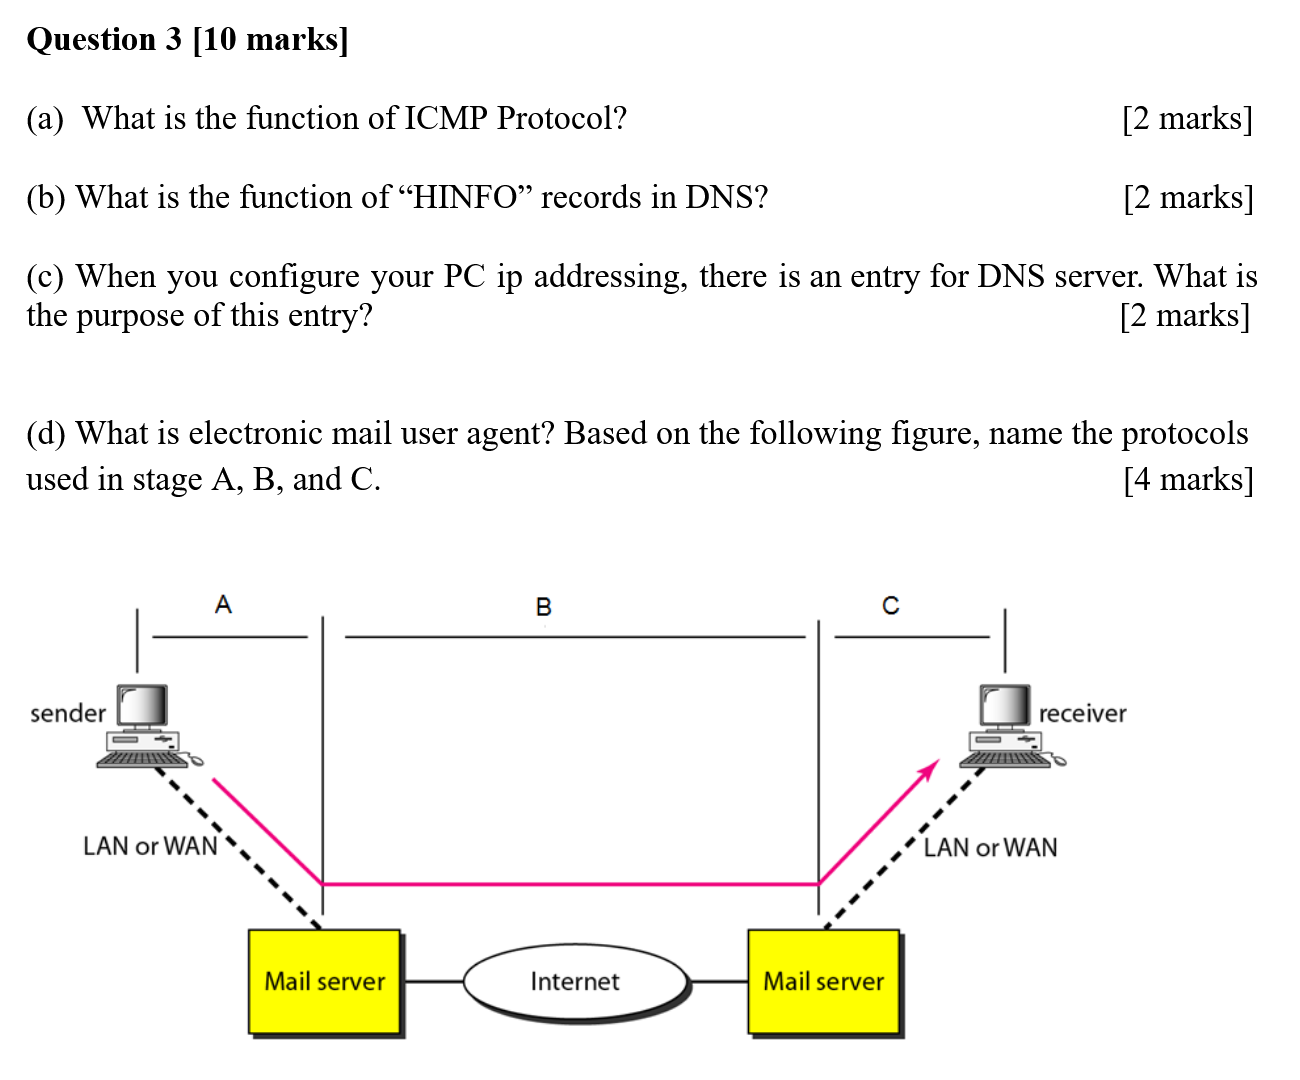 Question 3 [10 marks]
(a) What is the function of ICMP Protocol? [2 marks]
(b) What is the function of “HINFO” records in DNS? [2 marks]
(c) When you configure your PC ip addressing, there is an entry for DNS server. What is
the purpose of this entry? [2 marks]
(d) What is electronic mail user agent? Based on the following figure, name the protocols
used in stage A, B, and C. [4 marks]
A B C
sender receiver
LAN or WAN LAN or WAN
Mail server Internet Mail server